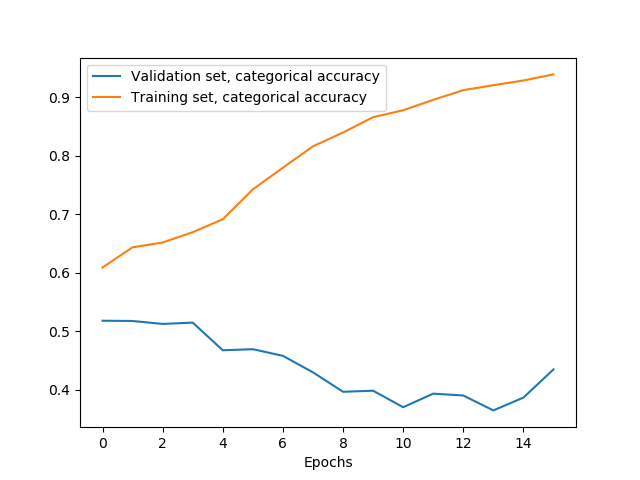 Validation set, categorical accuracy
Training set, categorical accuracy
0.9
0.8
0.7
0.6
0.5
0.4
0 2 4 6 8 10 12 14
Epochs